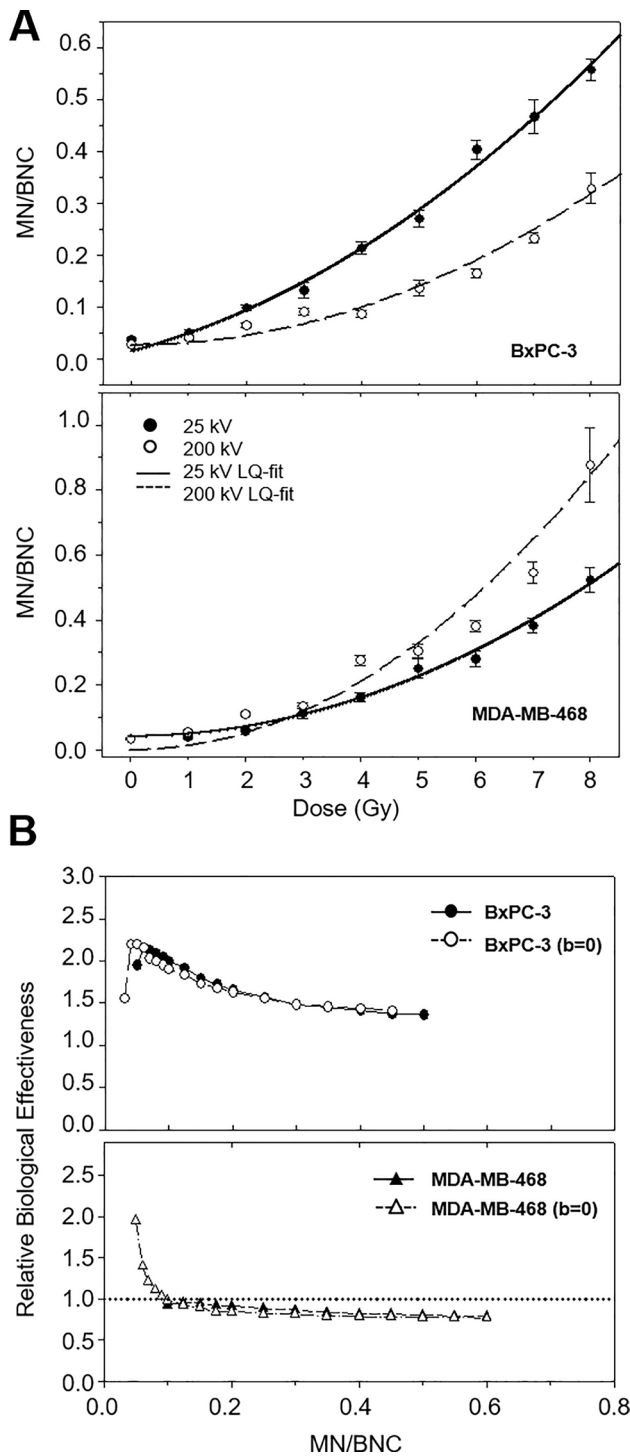 A
0.6
0.5
0.4
0.3
0.2
0.1
0.0
MN/BNC
BxPC-3
1.0
0.8
0.6
0.4
0.2
0.0
MN/BNC
25 kV
200 kV
25 kV LQ-fit
200 kV LQ-fit
MDA-MB-468
0 1 2 3 4 5 6 7 8
Dose (Gy)
B
3.0
2.5
2.0
1.5
1.0
0.5
0.0
BxPC-3
BxPC-3 (b=0)
Relative Biological Effectiveness
2.5
2.0
1.5
1.0
0.5
0.0
MDA-MB-468
MDA-MB-468 (b=0)
0.0 0.2 0.4 0.6 0.8
MN/BNC